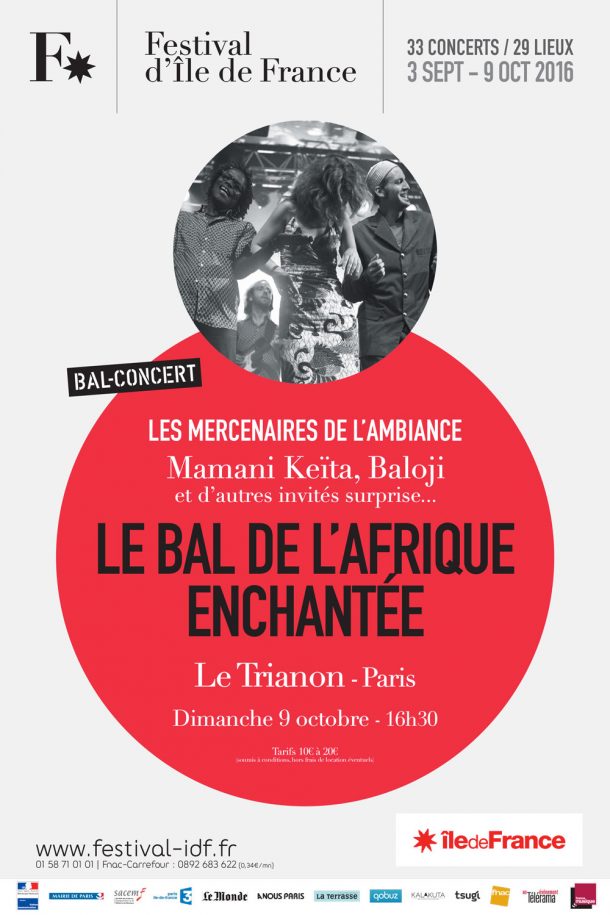 F
Festival
d'Île de France
33 CONCERTS / 29 LIEUX
3 SEPT – 9 OCT 2016
BAL-CONCERT
LES MERCENAIRES DE L'AMBIANCE
Mamani Keïta, Baloji
et d'autres invités surprise...
LE BAL DE L'AFRIQUE
ENCHANTÉE
Le Trianon - Paris
Dimanche 9 octobre - 16h30
Tarifs 10€ à 20€
(soumis à conditions, hors frais de location éventuels)
îledeFrance
www.festival-idf.fr
01 58 71 01 01 | Fnac-Carrefour : 0892 683 622 (0,34€/mn)
MAIRIE DE PARIS sacem 3 Le Monde À NOUS PARIS LA TERRASSE qobuz KALAKUTA tsugi fnac Télérama france musique